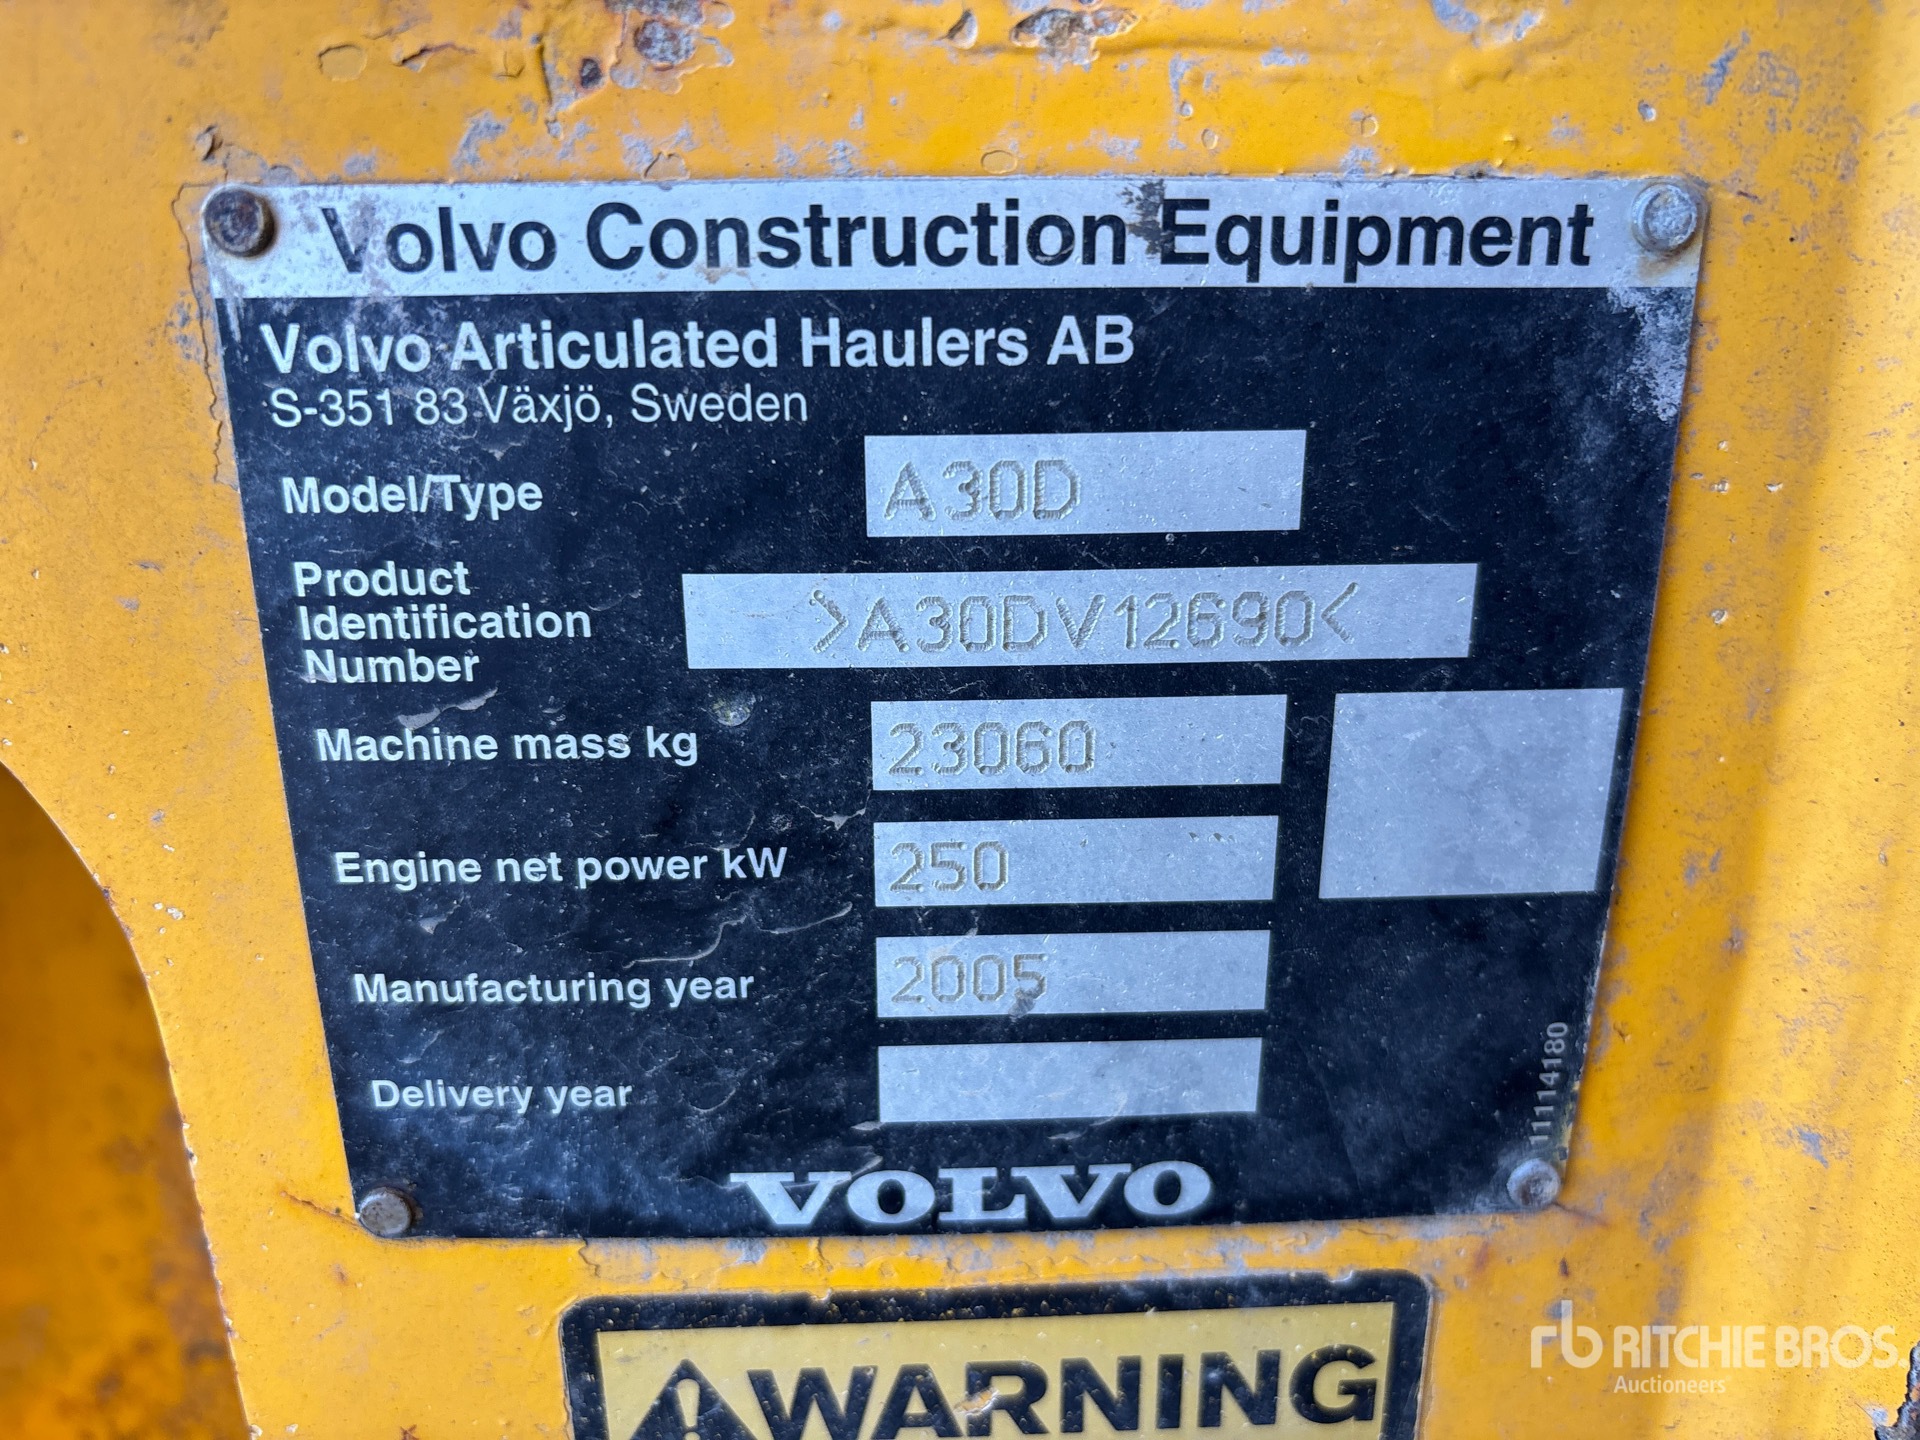 Volvo Construction Equipment
Volvo Articulated Haulers AB
S-351 83 Växjö, Sweden
Model/Type A30D
Product
Identification >A30DV12690<
Number
Machine mass kg 23060
Engine net power kW 250
Manufacturing year 2005
Delivery year
11114180
VOLVO
WARNING
rb RITCHIE BROS.
Auctioneers